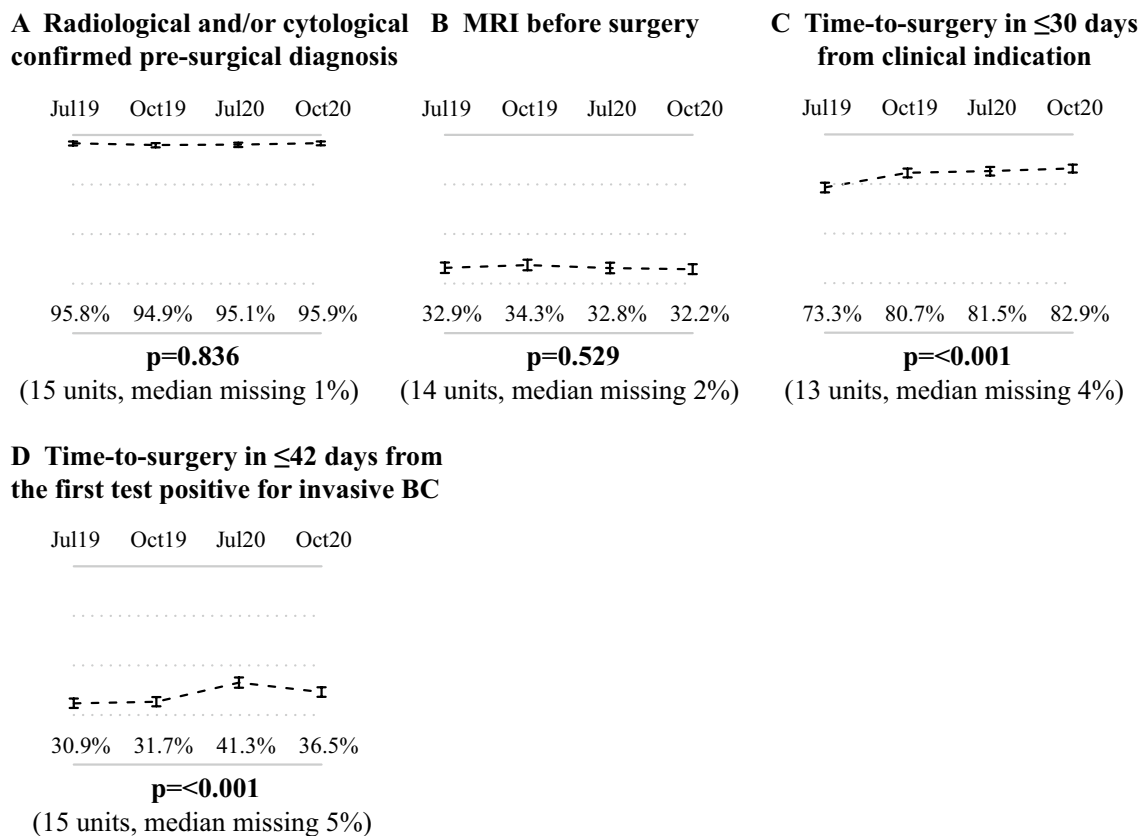 A Radiological and/or cytological
confirmed pre-surgical diagnosis
Jul19 Oct19 Jul20 Oct20
95.8% 94.9% 95.1% 95.9%
p=0.836
(15 units, median missing 1%)
B MRI before surgery
Jul19 Oct19 Jul20 Oct20
32.9% 34.3% 32.8% 32.2%
p=0.529
(14 units, median missing 2%)
C Time-to-surgery in ≤30 days
from clinical indication
Jul19 Oct19 Jul20 Oct20
73.3% 80.7% 81.5% 82.9%
p=<0.001
(13 units, median missing 4%)
D Time-to-surgery in ≤42 days from
the first test positive for invasive BC
Jul19 Oct19 Jul20 Oct20
30.9% 31.7% 41.3% 36.5%
p=<0.001
(15 units, median missing 5%)